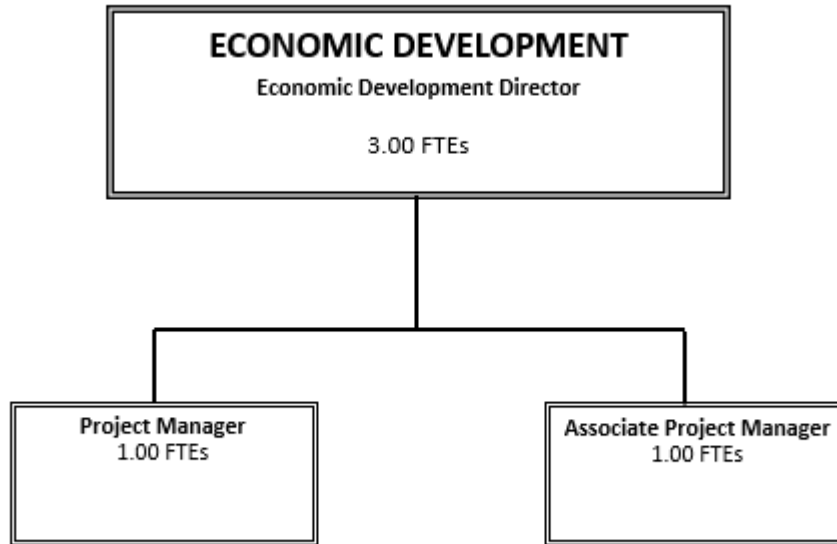 ECONOMIC DEVELOPMENT
Economic Development Director
3.00 FTEs
Project Manager
1.00 FTEs
Associate Project Manager
1.00 FTEs